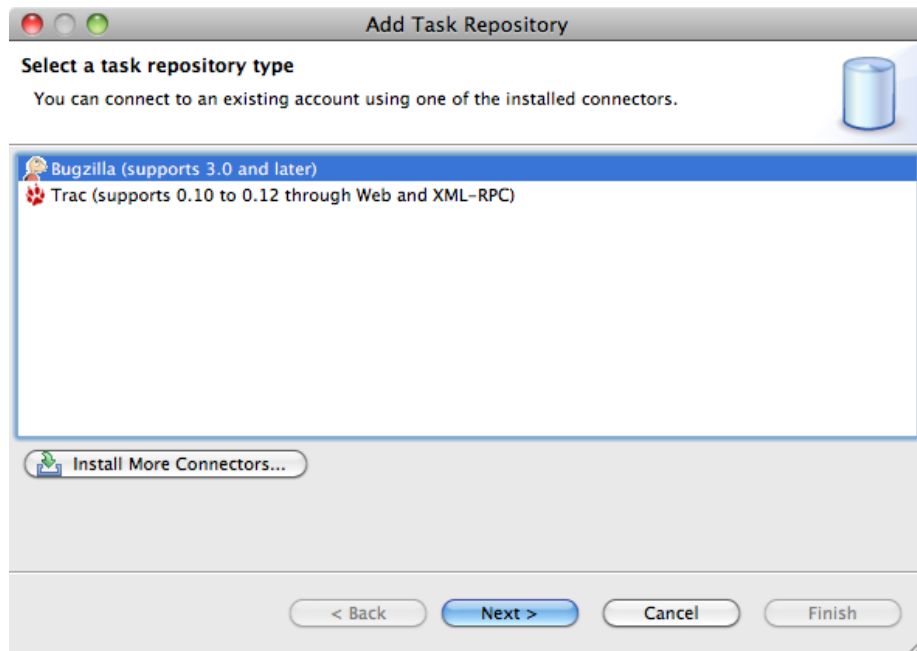 Add Task Repository
Select a task repository type
You can connect to an existing account using one of the installed connectors.
Bugzilla (supports 3.0 and later)
Trac (supports 0.10 to 0.12 through Web and XML-RPC)
Install More Connectors...
< Back Next > Cancel Finish